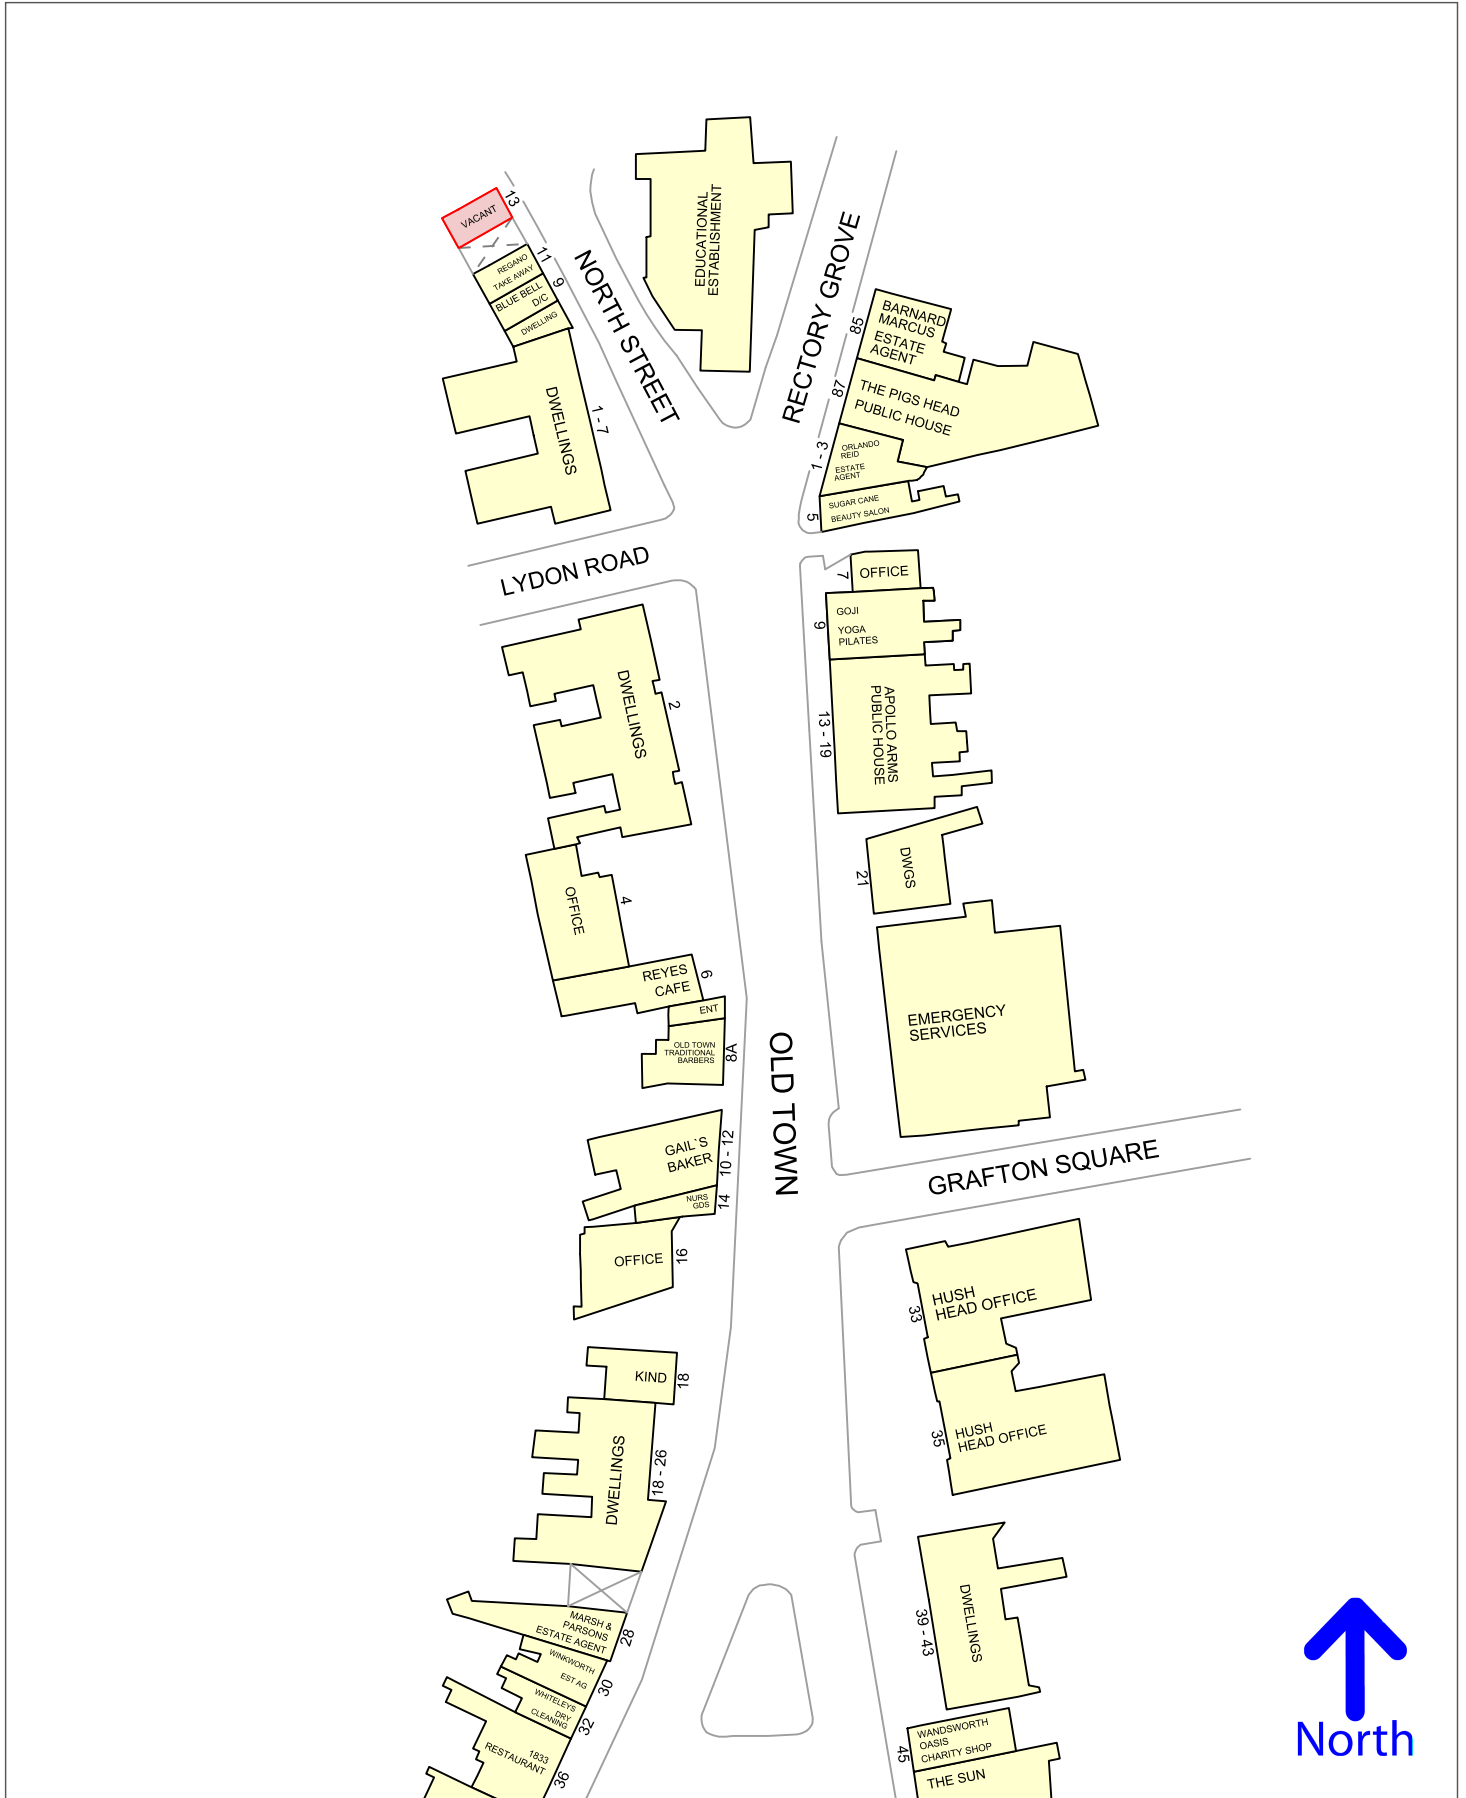 VACANT
13
REGANO
TAKE AWAY
11
BLUE BELL
D/C
9
DWELLING
DWELLINGS
1 - 7
NORTH STREET
EDUCATIONAL
ESTABLISHMENT
RECTORY GROVE
85
BARNARD
MARCUS
ESTATE
AGENT
87
THE PIGS HEAD
PUBLIC HOUSE
1 - 3
ORLANDO
REID
ESTATE
AGENT
5
SUGAR CANE
BEAUTY SALON
LYDON ROAD
7
OFFICE
9
GOJI
YOGA
PILATES
DWELLINGS
2
13 - 19
APOLLO ARMS
PUBLIC HOUSE
21
DWGS
OFFICE
4
REYES
CAFE
6
ENT
OLD TOWN
TRADITIONAL
BARBERS
8A
EMERGENCY
SERVICES
OLD TOWN
GAIL`S
BAKER
10 - 12
NURS
GDS
14
GRAFTON SQUARE
OFFICE
16
33
HUSH
HEAD OFFICE
KIND
18
35
HUSH
HEAD OFFICE
DWELLINGS
18 - 26
MARSH &
PARSONS
ESTATE AGENT
28
WINKWORTH
EST AG
30
WHITELEYS
DRY
CLEANING
32
1833
RESTAURANT
36
39 - 43
DWELLINGS
45
WANDSWORTH
OASIS
CHARITY SHOP
THE SUN
North